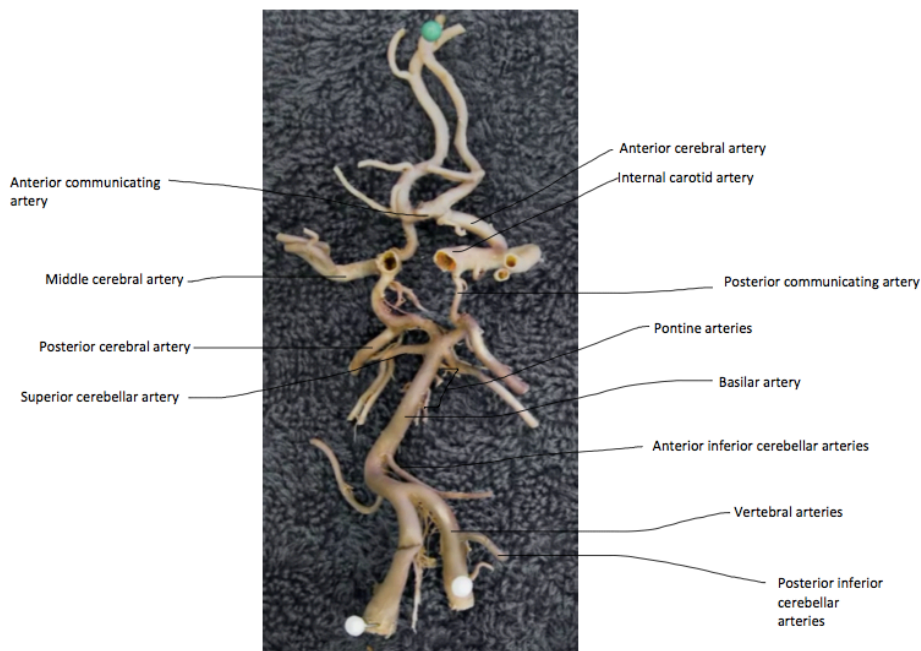 Anterior cerebral artery
Internal carotid artery
Anterior communicating
artery
Middle cerebral artery
Posterior communicating artery
Pontine arteries
Posterior cerebral artery
Basilar artery
Superior cerebellar artery
Anterior inferior cerebellar arteries
Vertebral arteries
Posterior inferior
cerebellar
arteries